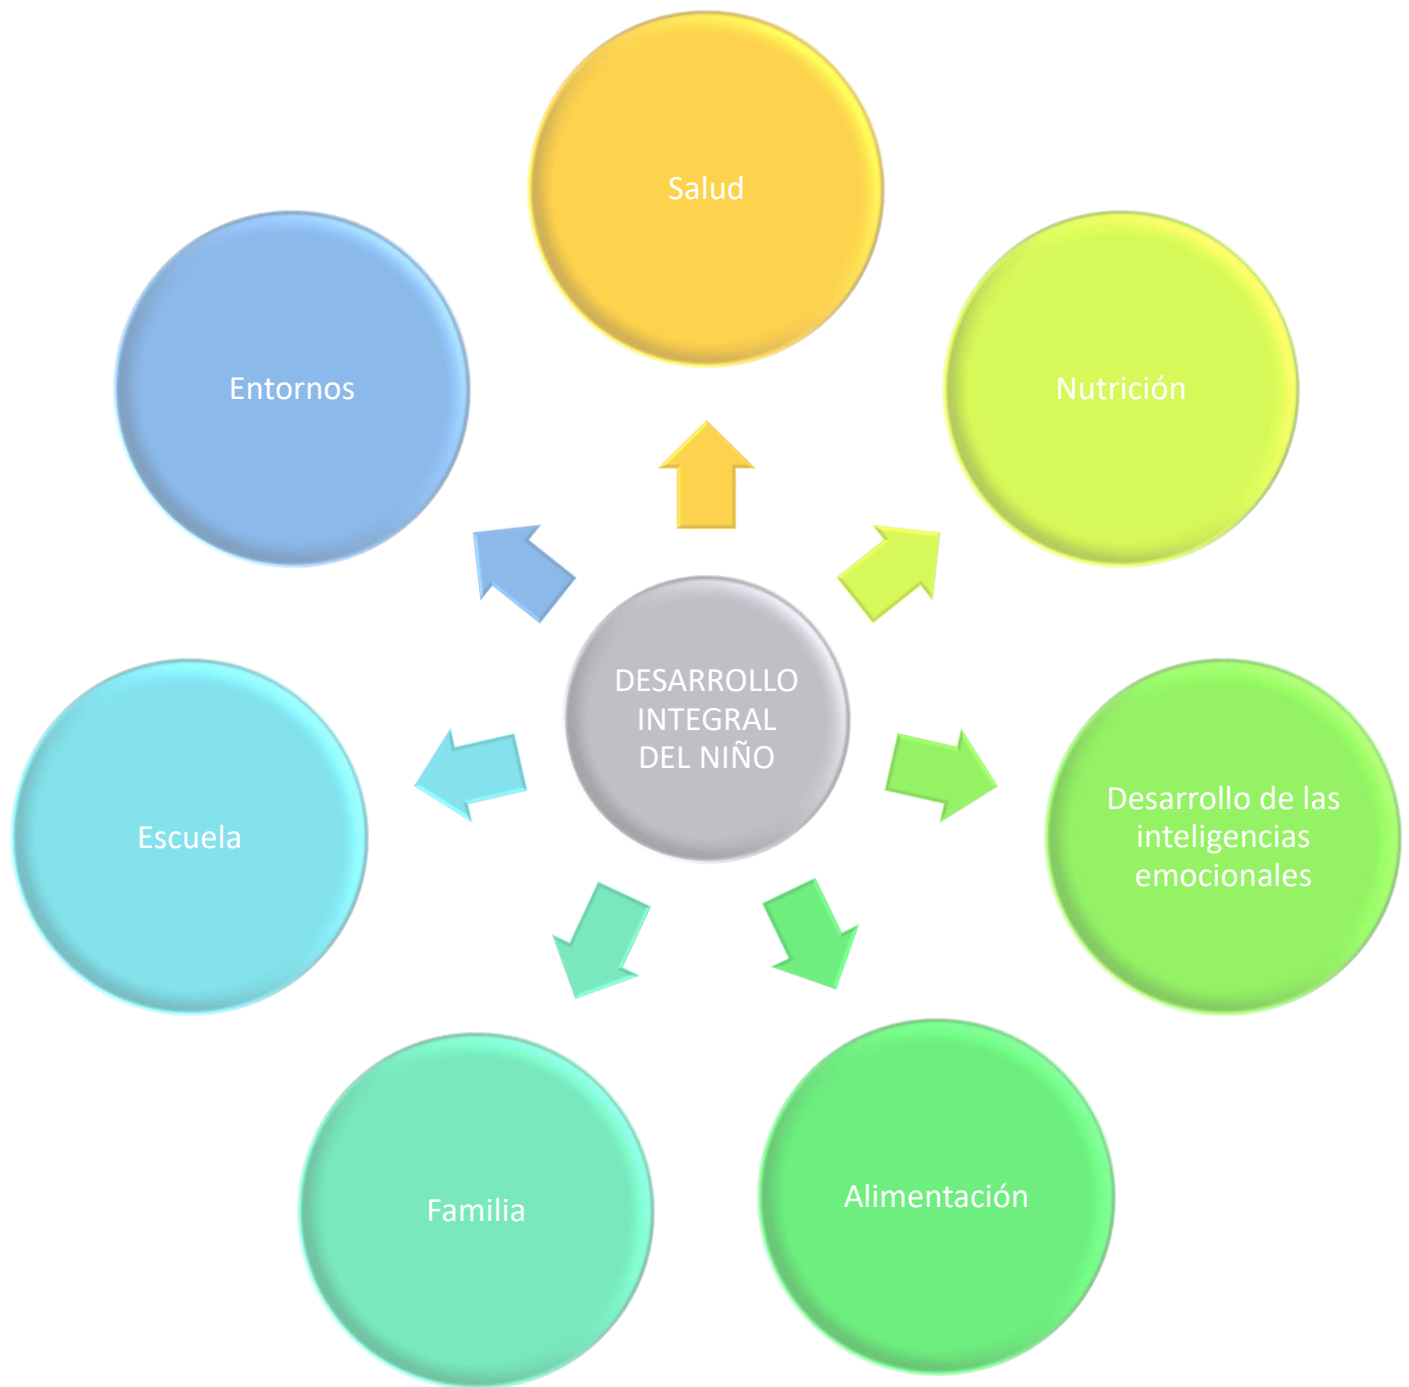 Salud
Entornos
Nutrición
DESARROLLO
INTEGRAL
DEL NIÑO
Desarrollo de las
inteligencias
emocionales
Escuela
Alimentación
Familia